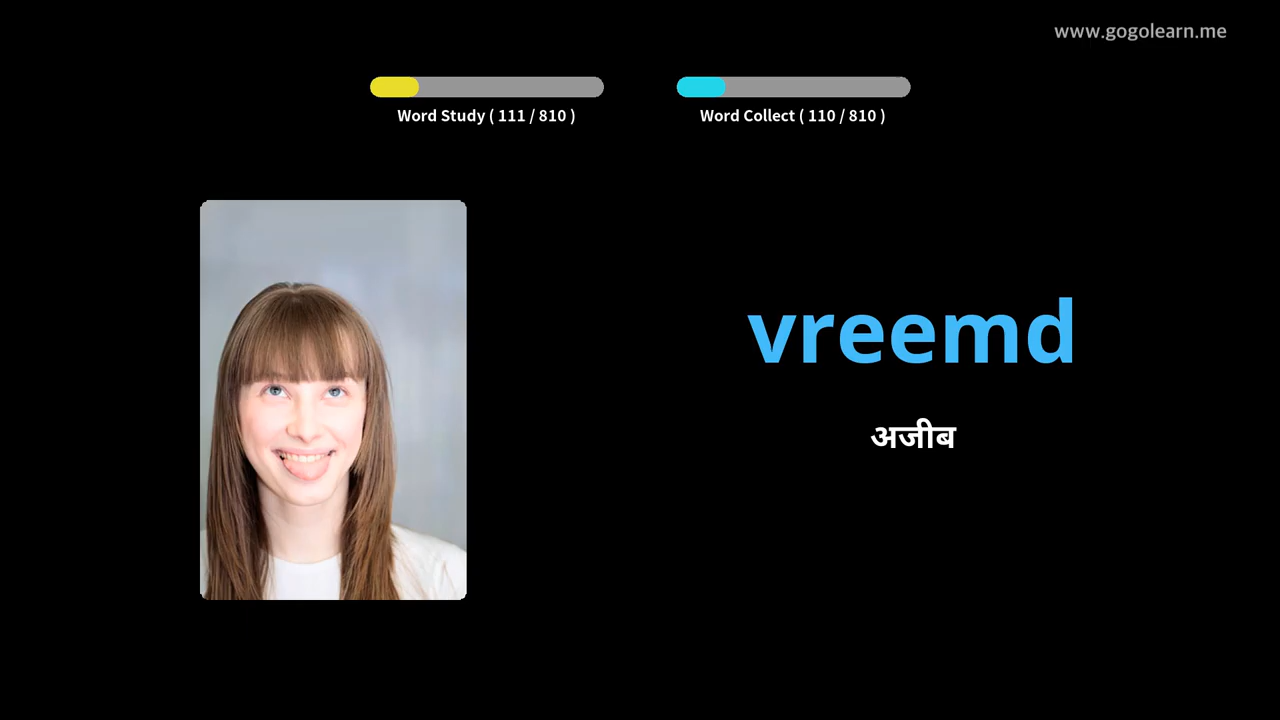 www.gogolearn.me
Word Study ( 111 / 810 )
Word Collect ( 110 / 810 )
vreemd
अजीब